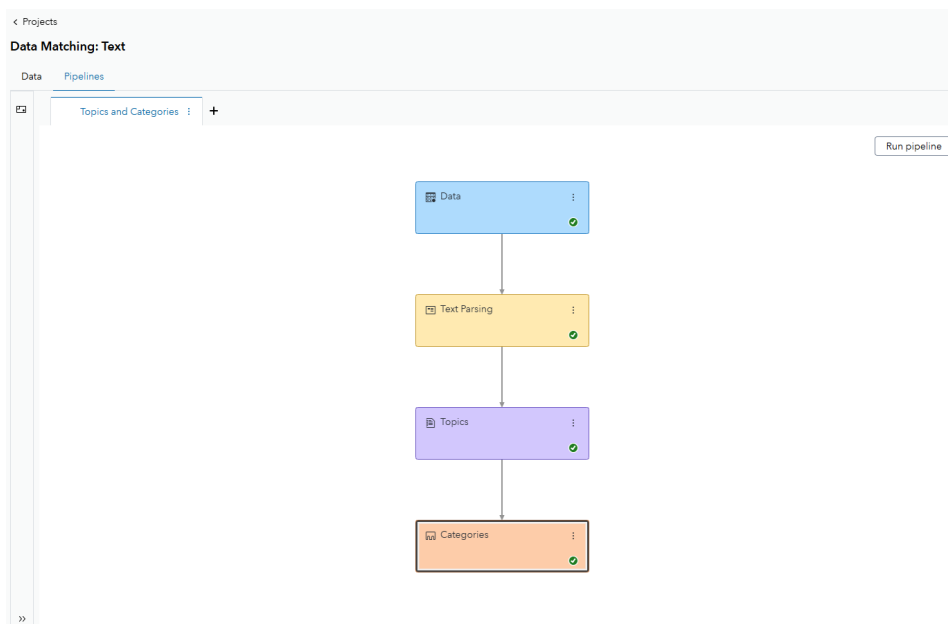 Projects
Data Matching: Text
Data Pipelines
Topics and Categories
Run pipeline
Data
Text Parsing
Topics
Categories